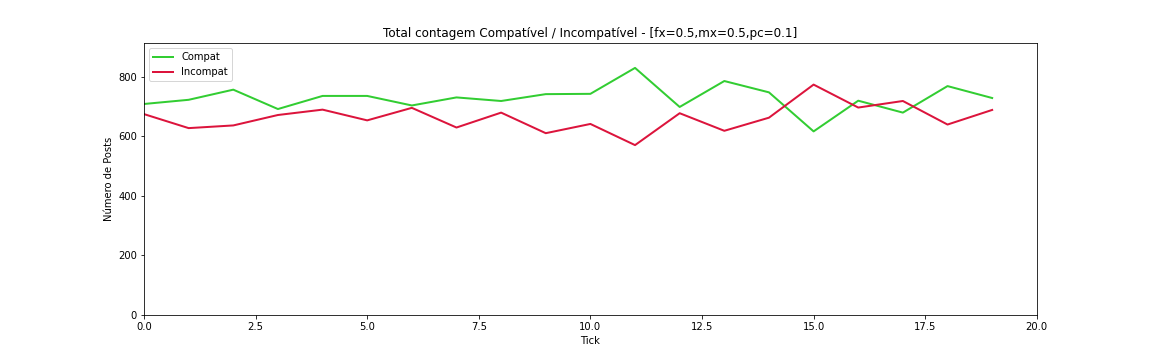 Total contagem Compatível / Incompatível - [fx=0.5,mx=0.5,pc=0.1]
Compat
Incompat
800
600
400
200
0
Número de Posts
0.0 2.5 5.0 7.5 10.0 12.5 15.0 17.5 20.0
Tick